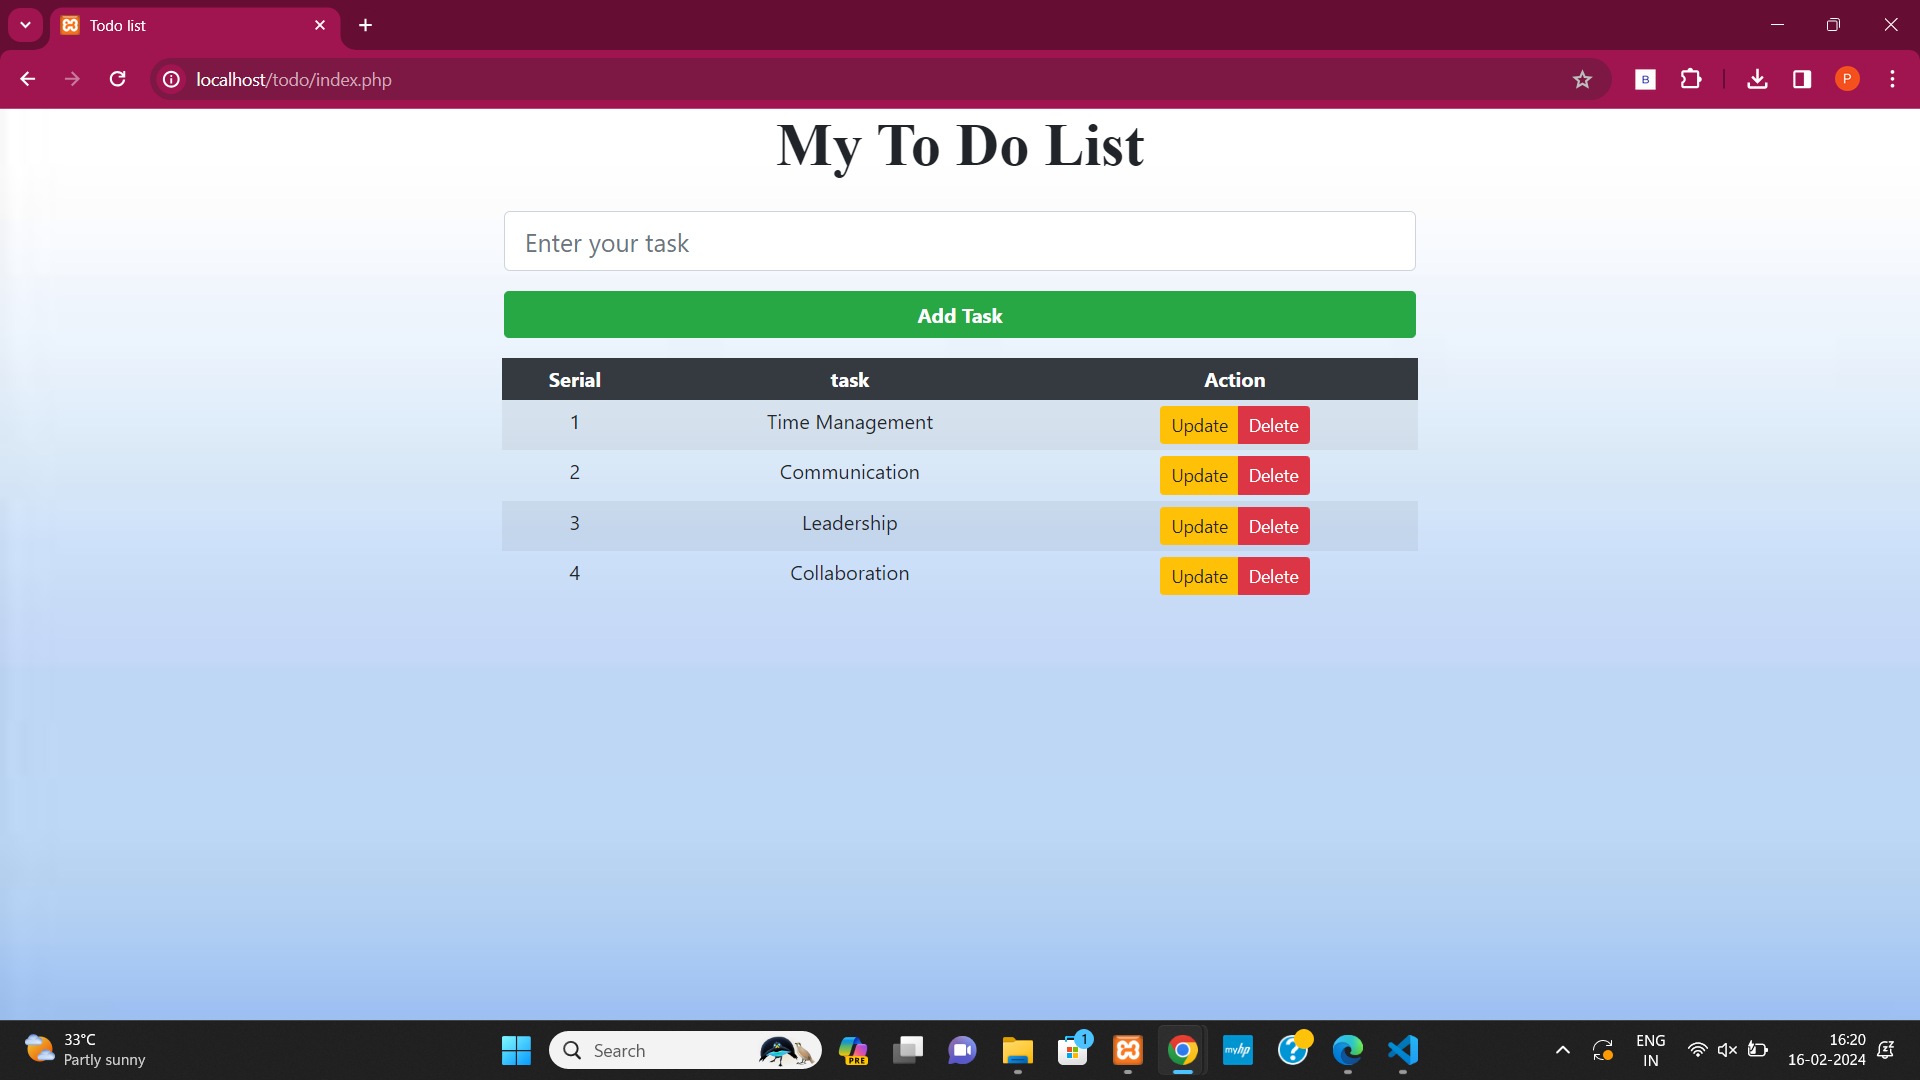 Todo list
localhost/todo/index.php
B
P
My To Do List
Enter your task
Add Task
Serial task Action
1 Time Management Update Delete
2 Communication Update Delete
3 Leadership Update Delete
4 Collaboration Update Delete
33°C
Partly sunny
Search
PRE
1
myhp
?
ENG
IN
16:20
16-02-2024